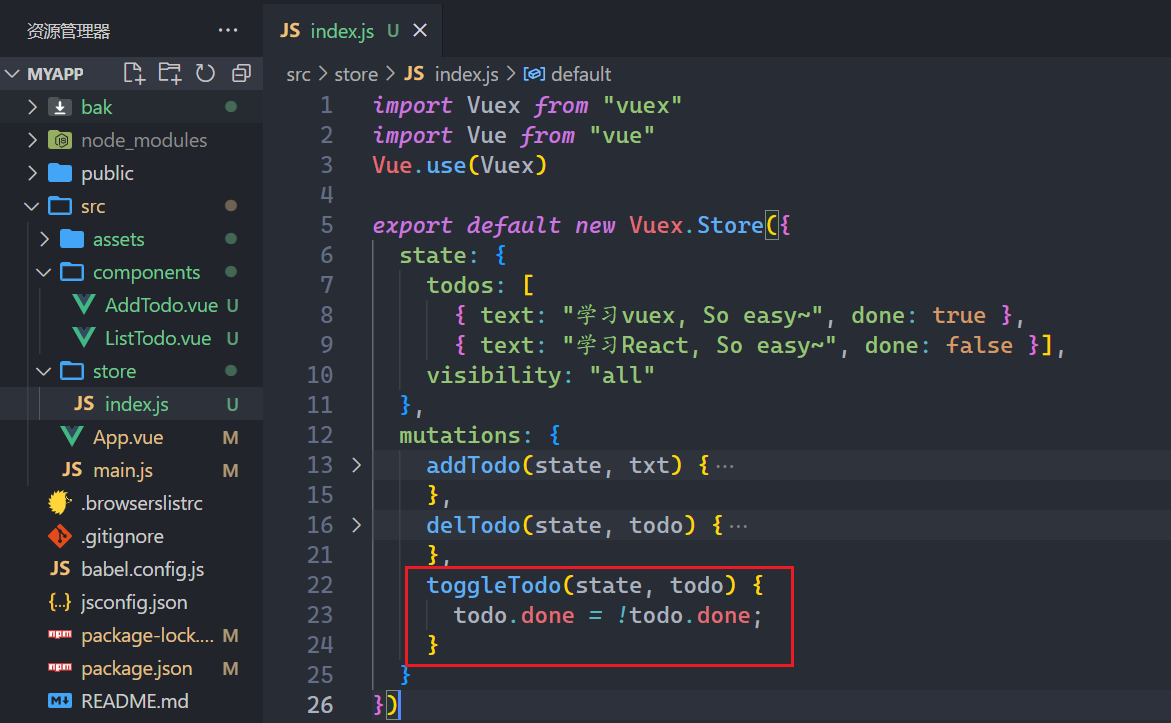 资源管理器 ···
MYAPP
bak
node_modules
public
src
assets
components
AddTodo.vue U
ListTodo.vue U
store
JS index.js U
App.vue M
JS main.js M
.browserslistrc
.gitignore
JS babel.config.js
{..} jsconfig.json
npm package-lock.... M
npm package.json M
README.md
JS index.js U ×
src > store > JS index.js > default
1 import Vuex from "vuex"
2 import Vue from "vue"
3 Vue.use(Vuex)
4
5 export default new Vuex.Store({
6 state: {
7 todos: [
8 { text: "学习vuex, So easy~", done: true },
9 { text: "学习React, So easy~", done: false }],
10 visibility: "all"
11 },
12 mutations: {
13 > addTodo(state, txt) {···
15 },
16 > delTodo(state, todo) {···
21 },
22 toggleTodo(state, todo) {
23 todo.done = !todo.done;
24 }
25 }
26 })